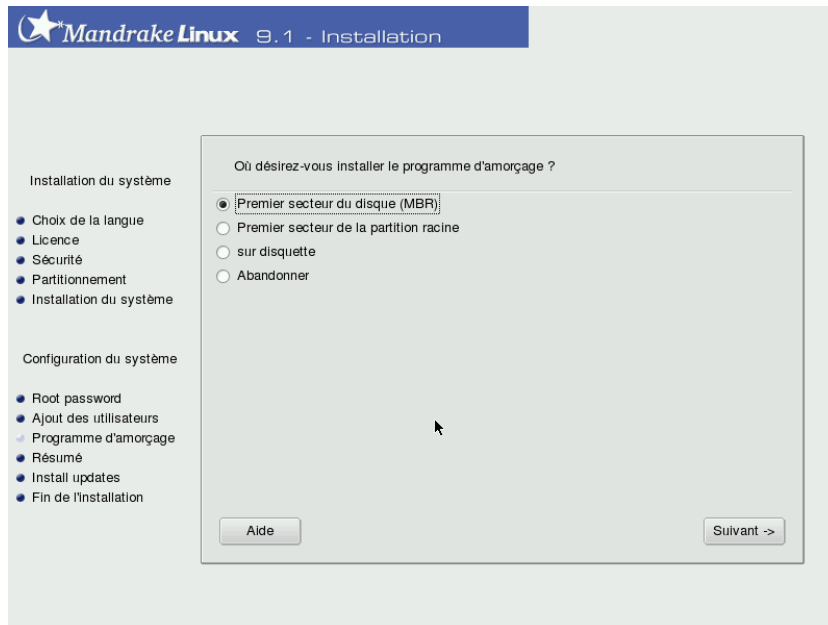 Mandrake Linux 9.1 - Installation
Installation du système
Choix de la langue
Licence
Sécurité
Partitionnement
Installation du système
Configuration du système
Root password
Ajout des utilisateurs
Programme d'amorçage
Résumé
Install updates
Fin de l'installation
Où désirez-vous installer le programme d'amorçage ?
Premier secteur du disque (MBR)
Premier secteur de la partition racine
sur disquette
Abandonner
Aide
Suivant ->